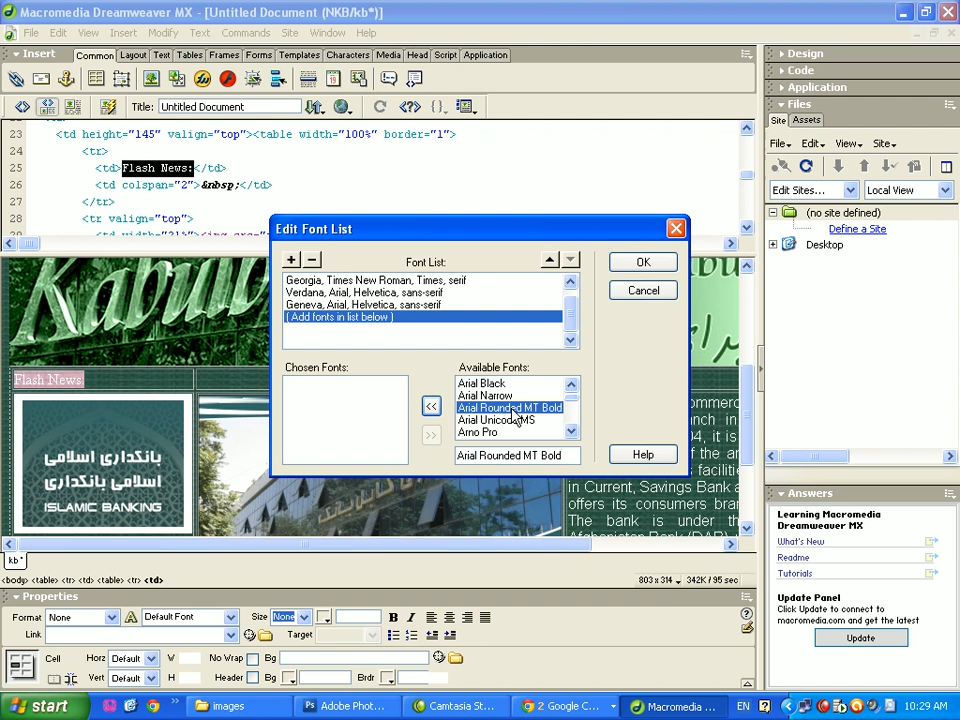 Macromedia Dreamweaver MX - [Untitled Document (NKB/kb*)]
File Edit View Insert Modify Text Commands Site Window Help
Insert Common Layout Text Tables Frames Forms Templates Characters Media Head Script Application
Title: Untitled Document
23 <td height="145" valign="top"><table width="100%" border="1">
24 <tr>
25 <td>Flash News:</td>
26 <td colspan="2">&nbsp;</td>
27 </tr>
28 <tr valign="top">
Design
Code
Application
Files
Site Assets
File Edit View Site
Edit Sites... Local View
(no site defined)
Define a Site
Desktop
Edit Font List
Font List:
Georgia, Times New Roman, Times, serif
Verdana, Arial, Helvetica, sans-serif
Geneva, Arial, Helvetica, sans-serif
( Add fonts in list below )
OK
Cancel
Chosen Fonts:
Available Fonts:
Arial Black
Arial Narrow
Arial Rounded MT Bold
Arial Unicode MS
Arno Pro
<<
>>
Arial Rounded MT Bold
Help
Kabul
Flash News:
بانکداری اسلامی
بانکداري اسلامي
ISLAMIC BANKING
in Current, Savings Bank a
offers its consumers bran
The bank is under th
Afghanistan Bank (DAB)
kb*
<body> <table> <tr> <td> <table> <tr> <td>
803 x 314 342K / 95 sec
Properties
Format None Default Font Size None B I
Link Target
Cell Horz Default W No Wrap Bg
Vert Default H Header Bg Brdr
Answers
Learning Macromedia
Dreamweaver MX
What's New
Readme
Tutorials
Update Panel
Click Update to connect to
macromedia.com and get the latest
Update
start images Adobe Phot... Camtasia St... 2 Google C... Macromedia ... EN 10:29 AM